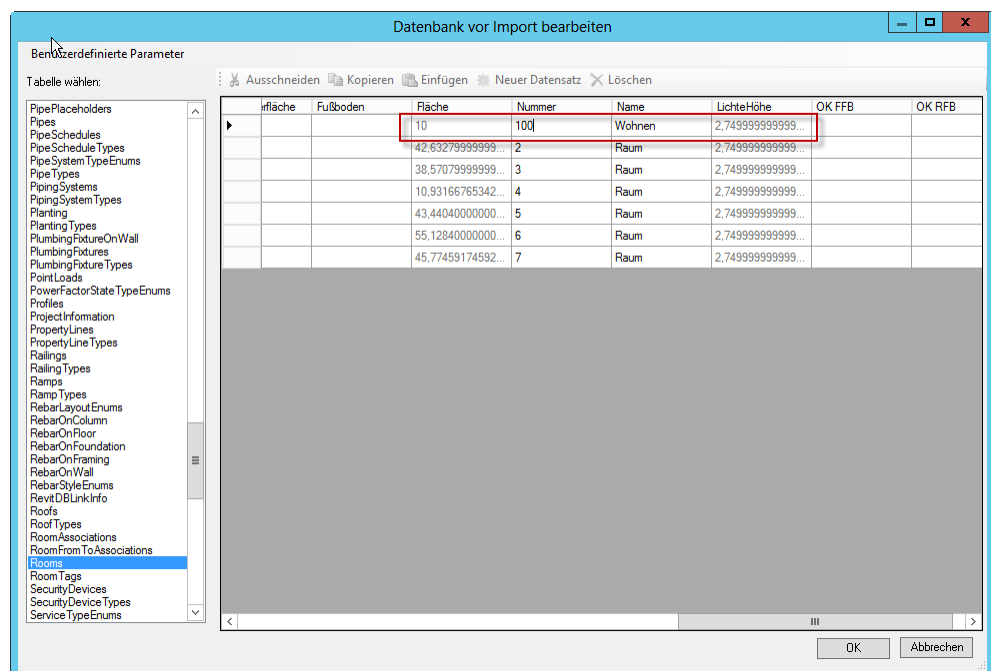 Datenbank vor Import bearbeiten
Benutzerdefinierte Parameter
Tabelle wählen:
Ausschneiden Kopieren Einfügen Neuer Datensatz Löschen
PipePlaceholders
Pipes
PipeSchedules
PipeScheduleTypes
PipeSystemTypeEnums
PipeTypes
PipingSystems
PipingSystemTypes
Planting
PlantingTypes
PlumbingFixtureOnWall
PlumbingFixtures
PlumbingFixtureTypes
PointLoads
PowerFactorStateTypeEnums
Profiles
ProjectInformation
PropertyLines
PropertyLineTypes
Railings
RailingTypes
Ramps
RampTypes
RebarLayoutEnums
RebarOnColumn
RebarOnFloor
RebarOnFoundation
RebarOnFraming
RebarOnWall
RebarStyleEnums
RevitDBLinkInfo
Roofs
RoofTypes
RoomAssociations
RoomFromToAssociations
Rooms
RoomTags
SecurityDevices
SecurityDeviceTypes
ServiceTypeEnums
rfläche Fußboden Fläche Nummer Name LichteHöhe OK FFB OK RFB
10 100 Wohnen 2,749999999999...
42,63279999999... 2 Raum 2,749999999999...
38,57079999999... 3 Raum 2,749999999999...
10,93166765342... 4 Raum 2,749999999999...
43,44040000000... 5 Raum 2,749999999999...
55,12840000000... 6 Raum 2,749999999999...
45,77459174592... 7 Raum 2,749999999999...
OK Abbrechen